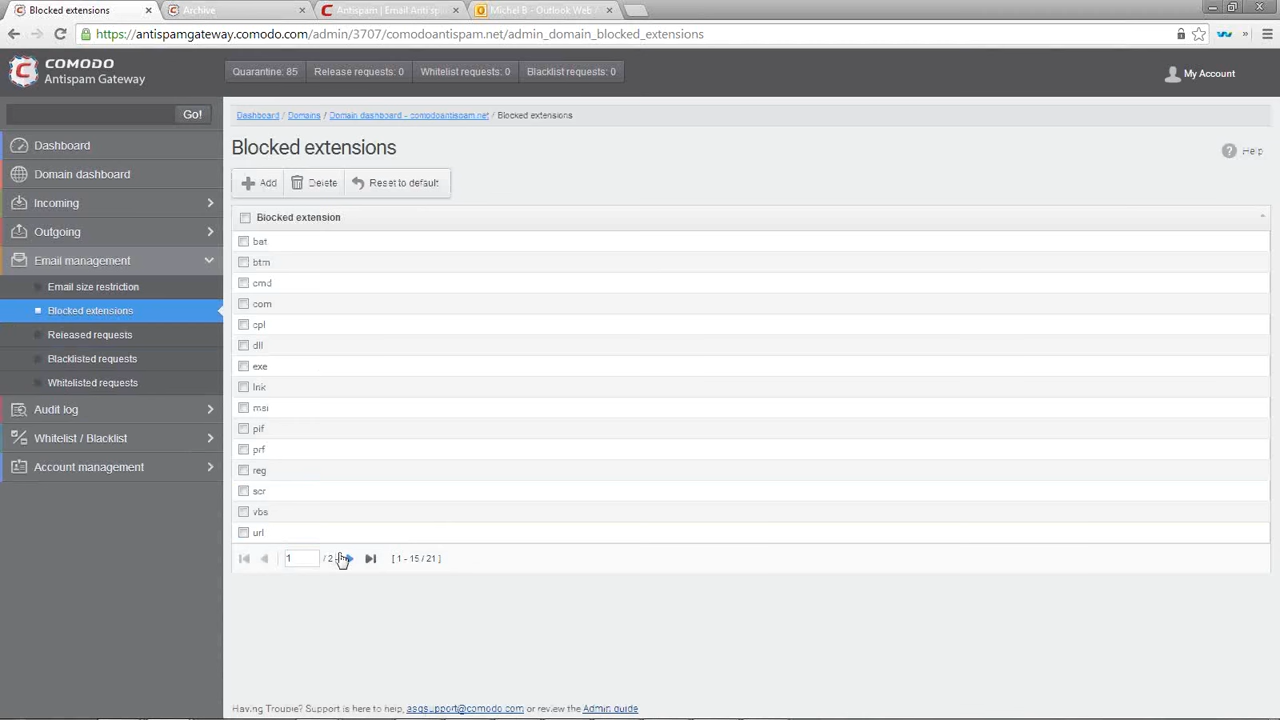 Blocked extensions
Archive
Antispam | Email Anti sp
Michel B. - Outlook Web A
https://antispamgateway.comodo.com/admin/3707/comodoantispam.net/admin_domain_blocked_extensions
COMODO
Antispam Gateway
Quarantine: 85
Release requests: 0
Whitelist requests: 0
Blacklist requests: 0
My Account
Go!
Dashboard
Domain dashboard
Incoming
Outgoing
Email management
Email size restriction
Blocked extensions
Released requests
Blacklisted requests
Whitelisted requests
Audit log
Whitelist / Blacklist
Account management
Dashboard / Domains / Domain dashboard - comodoantispam.net / Blocked extensions
Blocked extensions
Help
Add
Delete
Reset to default
Blocked extension
bat
btm
cmd
com
cpl
dll
exe
lnk
msi
pif
prf
reg
scr
vbs
url
1 / 2 [ 1 - 15 / 21 ]
Having Trouble? Support is here to help, asgsupport@comodo.com or review the Admin guide